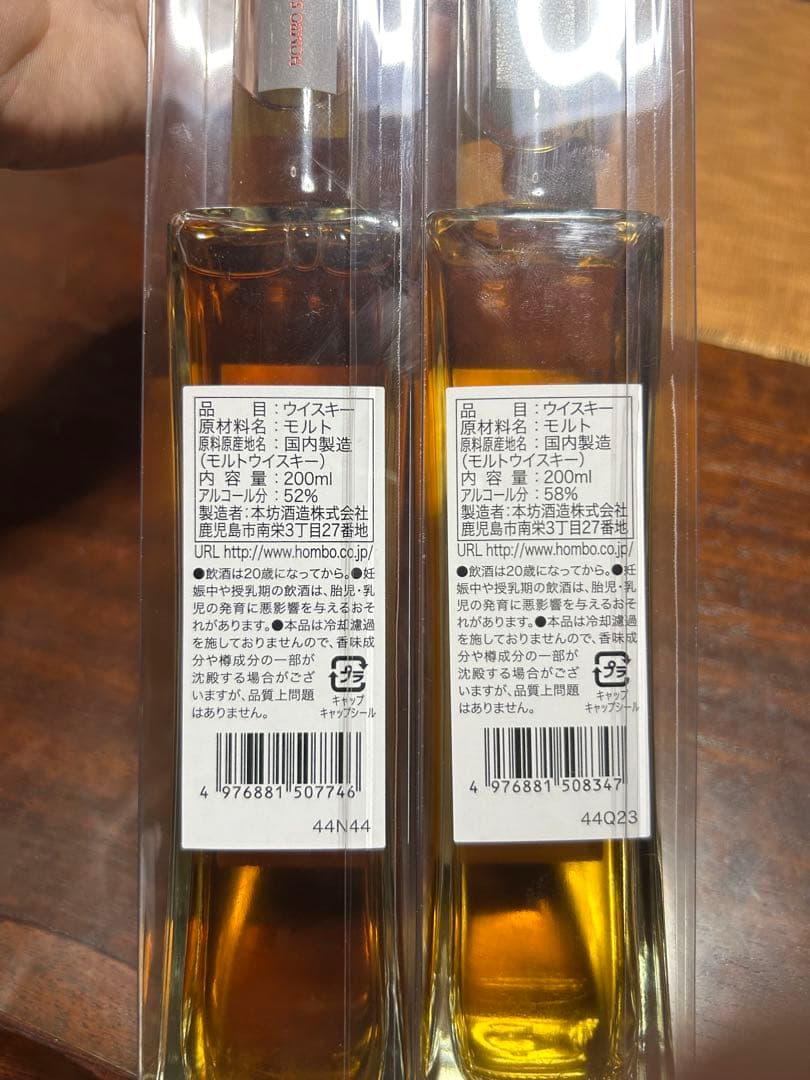 品 目:ウイスキー
原材料名:モルト
原料原産地名:国内製造
(モルトウイスキー)
内容量:200ml
アルコール分:52%
製造者:本坊酒造株式会社
鹿児島市南栄3丁目27番地
URL http://www.hombo.co.jp/
●飲酒は20歳になってから。●妊
娠中や授乳期の飲酒は、胎児・乳
児の発育に悪影響を与えるおそ
れがあります。●本品は冷却濾過
を施しておりませんので、香味成
分や樽成分の一部が
沈殿する場合がござ
いますが、品質上問題
はありません。
プラ
キャップ
キャップシール
4 976881 507746
44N44
品 目:ウイスキー
原材料名:モルト
原料原産地名:国内製造
(モルトウイスキー)
内容量:200ml
アルコール分:58%
製造者:本坊酒造株式会社
鹿児島市南栄3丁目27番地
URL http://www.hombo.co.jp/
●飲酒は20歳になってから。●妊
娠中や授乳期の飲酒は、胎児・乳
児の発育に悪影響を与えるおそ
れがあります。●本品は冷却濾過
を施しておりませんので、香味成
分や樽成分の一部が
沈殿する場合がござ
いますが、品質上問題
はありません。
プラ
キャップ
キャップシール
4 976881 508347
44Q23